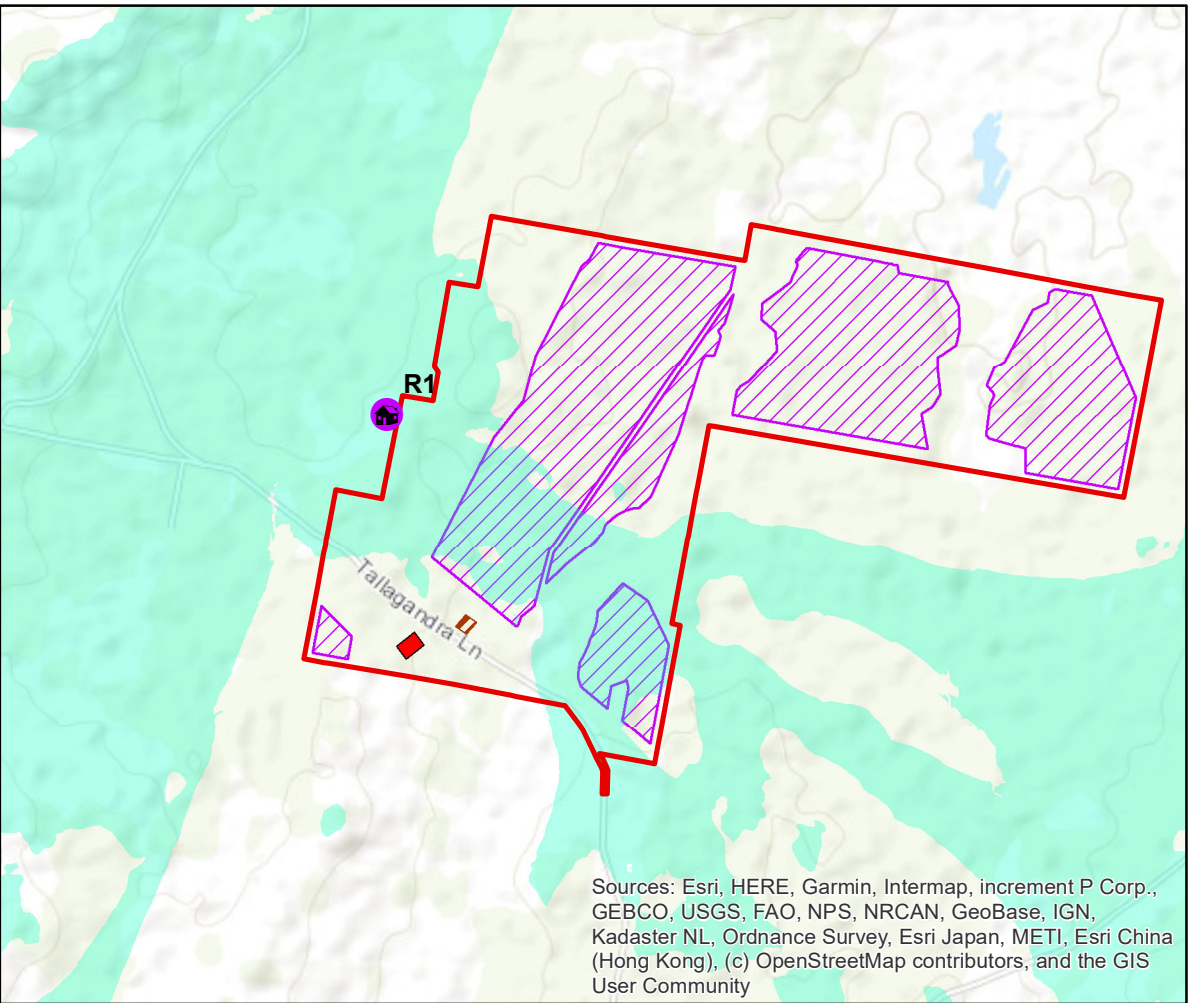 R1
Tallagandra Ln
Sources: Esri, HERE, Garmin, Intermap, increment P Corp.,
GEBCO, USGS, FAO, NPS, NRCAN, GeoBase, IGN,
Kadaster NL, Ordnance Survey, Esri Japan, METI, Esri China
(Hong Kong), (c) OpenStreetMap contributors, and the GIS
User Community